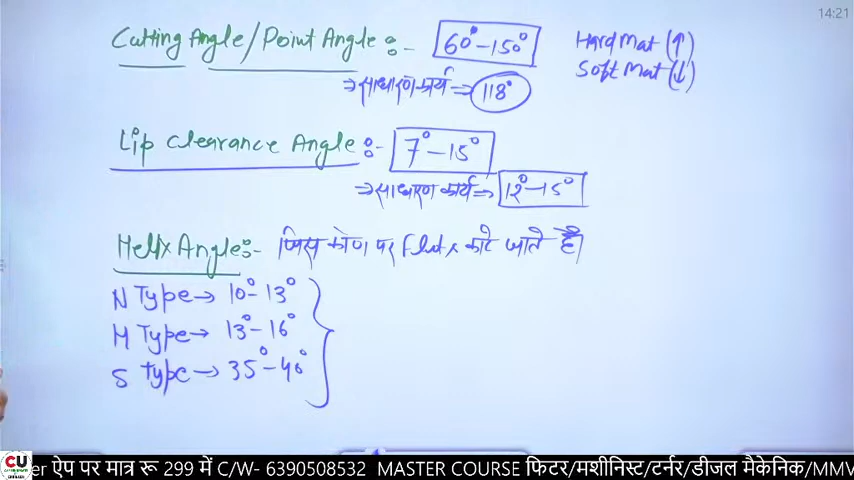 14:21
Cutting Angle/Point Angle :- 60°-150° Hard Mat (↑)
Soft Mat (↓)
⇒ साधारण कार्य ⇒ 118°
Lip Clearance Angle :- 7°-15°
⇒ साधारण कार्य ⇒ 12°-15°
Helix Angle :- जिस कोण पर काटे जाते है
N Type → 10°-13°
H Type → 13°-16°
S Type → 35°-40°
CU
er ऐप पर मात्र रू 299 में C/W- 6390508532 MASTER COURSE फिटर/मशीनिस्ट/टर्नर/डीजल मैकेनिक/MMV